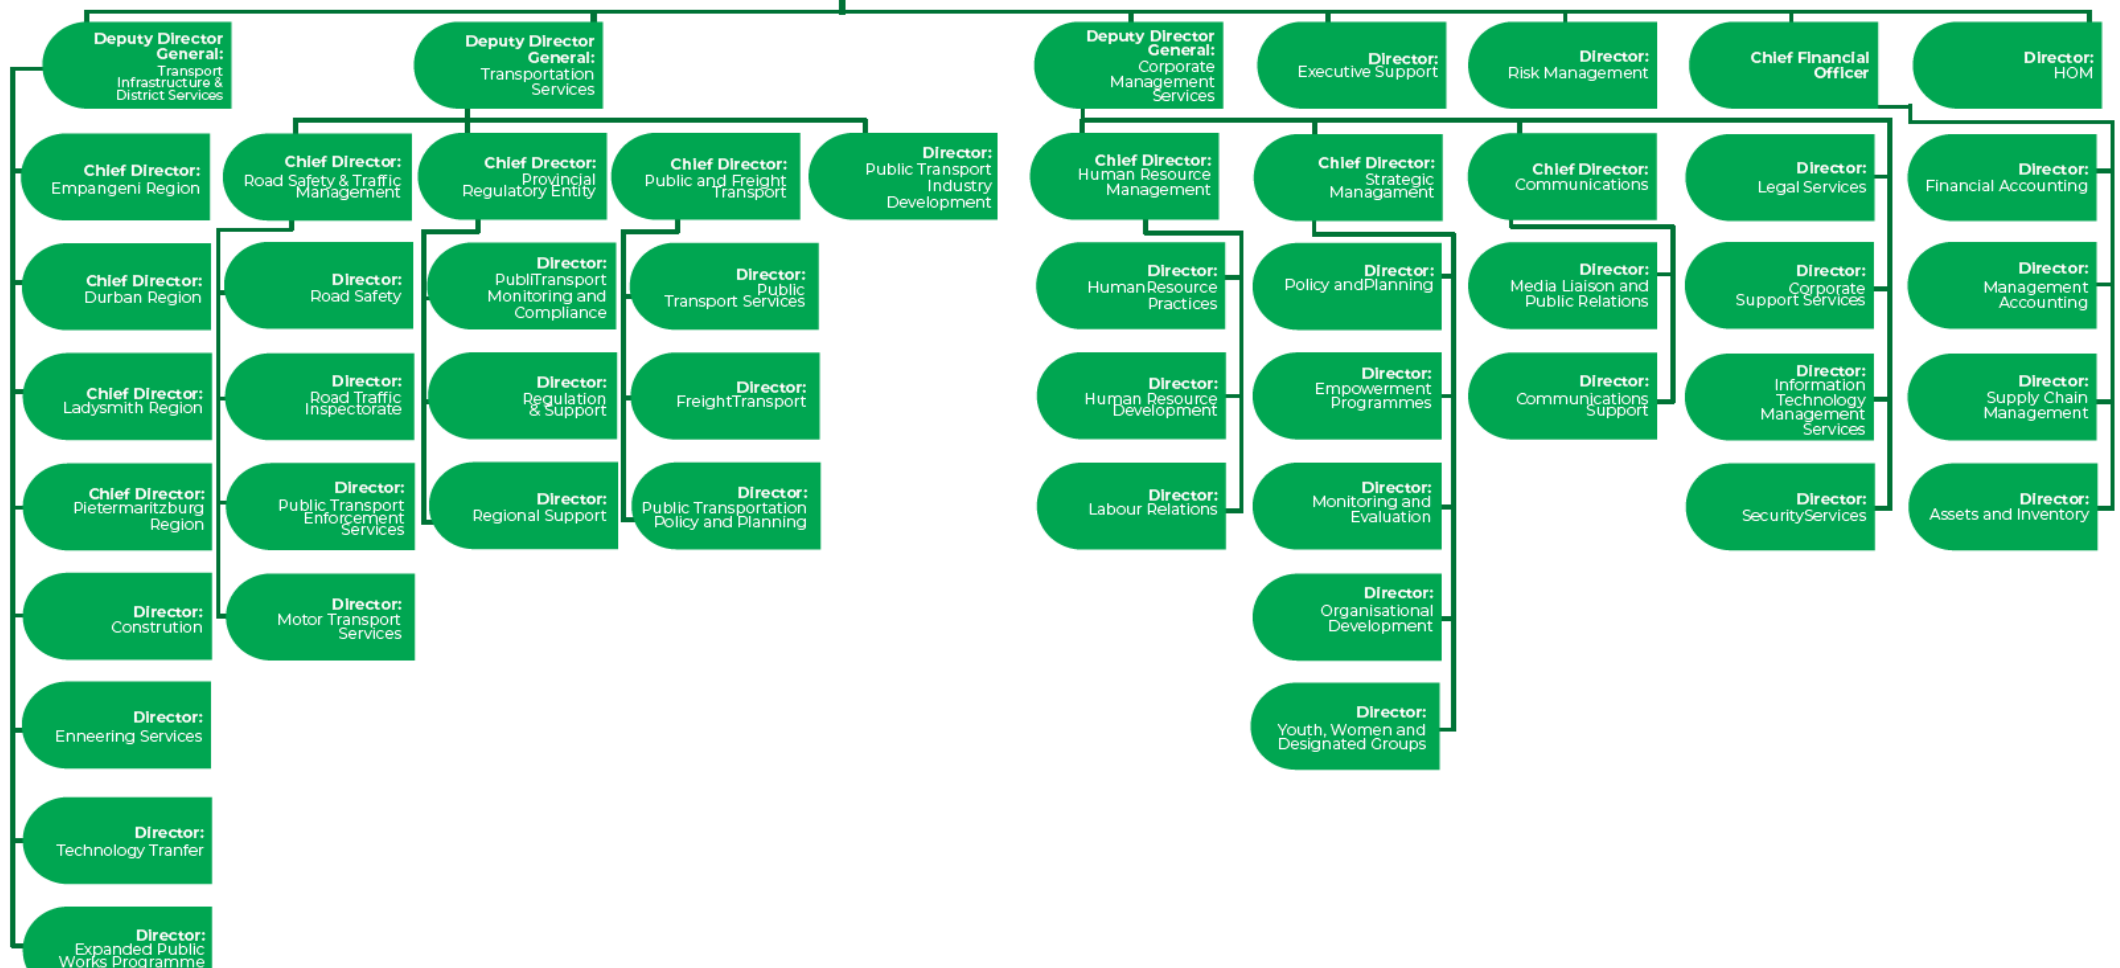 Deputy Director
General:
Transport
Infrastructure &
District Services
Deputy Director
General:
Transportation
Services
Deputy Director
General:
Corporate
Management
Services
Director:
Executive Support
Director:
Risk Management
Chief Financial
Officer
Director:
HOM
Chief Director:
Empangeni Region
Chief Director:
Road Safety & Traffic
Management
Chief Drector:
Provincial
Regulatory Entity
Chief Director:
Public and Freight
Transport
Director:
Public Transport
Industry
Development
Chief Director:
Human Resource
Management
Chief Director:
Strategic
Managament
Chief Director:
Communications
Director:
Legal Services
Director:
Financial Accounting
Chief Director:
Durban Region
Director:
Road Safety
Director:
PubliTransport
Monitoring and
Compliance
Director:
Public
Transport Services
Director:
HumanResource
Practices
Director:
Policy andPlanning
Director:
Media Liaison and
Public Relations
Director:
Corporate
Support Services
Director:
Management
Accounting
Chief Director:
Ladysmith Region
Director:
Road Traffic
Inspectorate
Director:
Regulation
& Support
Director:
FreightTransport
Director:
Human Resource
Development
Director:
Empowerment
Programmes
Director:
Communications
Support
Director:
Information
Technology
Management
Services
Director:
Supply Chain
Management
Chief Director:
Pietermaritzburg
Region
Director:
Public Transport
Enforcement
Services
Director:
Regional Support
Director:
Public Transportation
Policy and Planning
Director:
Labour Relations
Director:
Monitoring and
Evaluation
Director:
SecurityServices
Director:
Assets and Inventory
Director:
Constrution
Director:
Motor Transport
Services
Director:
Organisational
Development
Director:
Enneering Services
Director:
Youth, Women and
Designated Groups
Director:
Technology Tranfer
Director:
Expanded Public
Works Programme